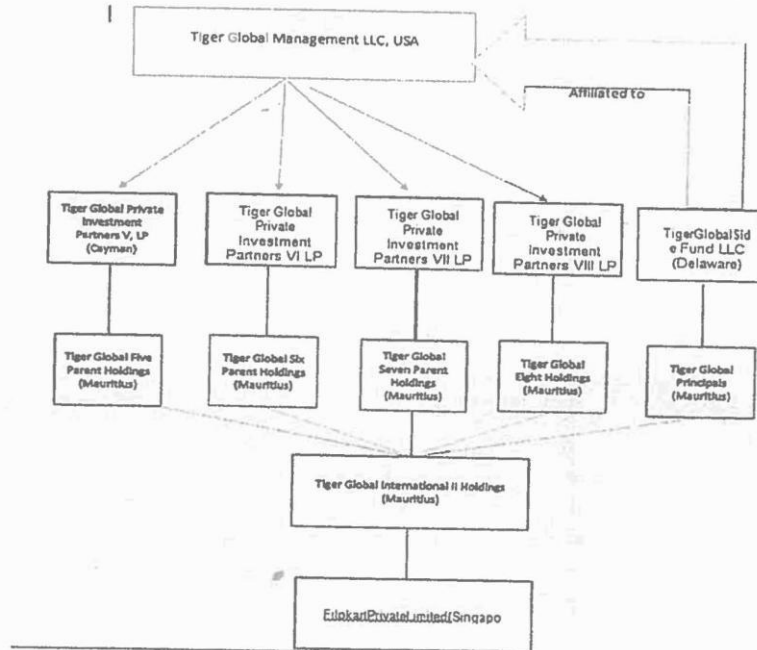 Tiger Global Management LLC, USA
Affiliated to
Tiger Global Private
Investment
Partners V, LP
(Cayman)
Tiger Global
Private
Investment
Partners VI LP
Tiger Global
Private
Investment
Partners VII LP
Tiger Global
Private
Investment
Partners VIII LP
TigerGlobalSid
e Fund LLC
(Delaware)
Tiger Global Five
Parent Holdings
(Mauritius)
Tiger Global Six
Parent Holdings
(Mauritius)
Tiger Global
Seven Parent
Holdings
(Mauritius)
Tiger Global
Eight Holdings
(Mauritius)
Tiger Global
Principals
(Mauritius)
Tiger Global International II Holdings
(Mauritius)
FlipkartPrivateLimited(Singapo